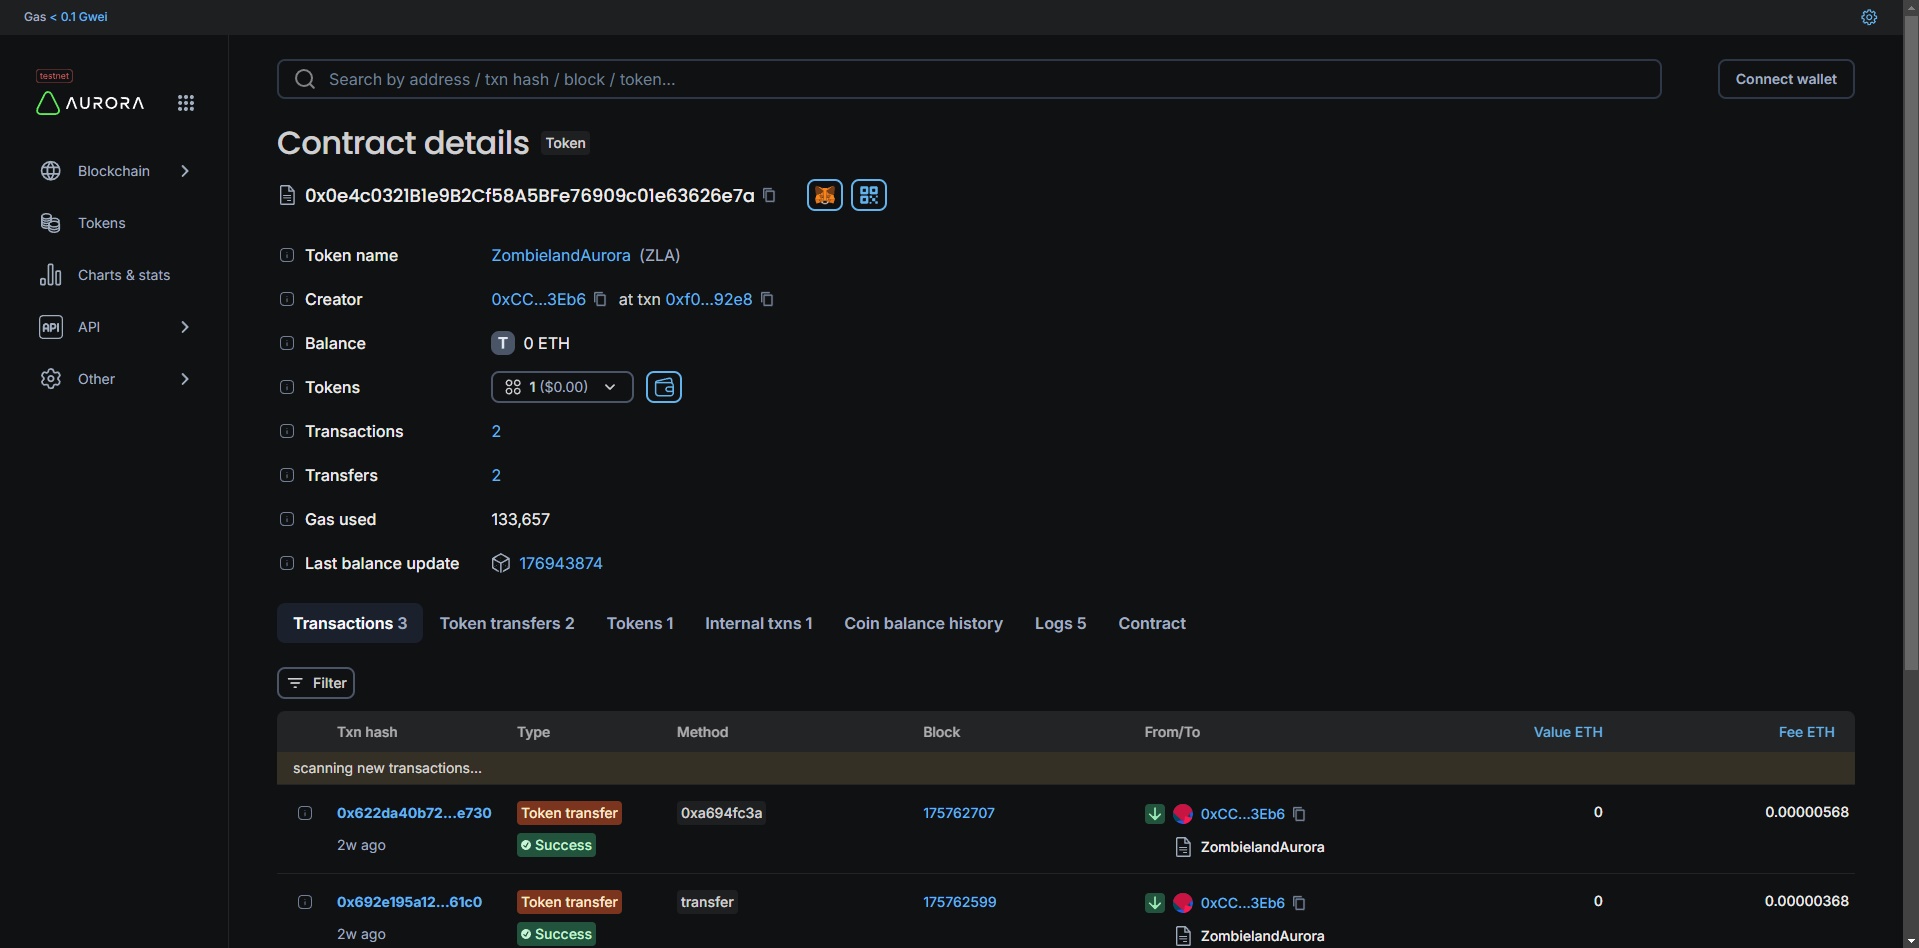 Gas < 0.1 Gwei
testnet
AURORA
Search by address / txn hash / block / token...
Connect wallet
Blockchain
Tokens
Charts & stats
API
API
Other
Contract details
Token
0x0e4c0321B1e9B2Cf58A5BFe76909c01e63626e7a
Token name
ZombielandAurora (ZLA)
Creator
0xCC...3Eb6 at txn 0xf0...92e8
Balance
T 0 ETH
Tokens
1 ($0.00)
Transactions
2
Transfers
2
Gas used
133,657
Last balance update
176943874
Transactions 3
Token transfers 2
Tokens 1
Internal txns 1
Coin balance history
Logs 5
Contract
Filter
Txn hash Type Method Block From/To Value ETH Fee ETH
scanning new transactions...
0x622da40b72...e730 Token transfer 0xa694fc3a 175762707 0xCC...3Eb6 0 0.00000568
2w ago Success ZombielandAurora
0x692e195a12...61c0 Token transfer transfer 175762599 0xCC...3Eb6 0 0.00000368
2w ago Success ZombielandAurora